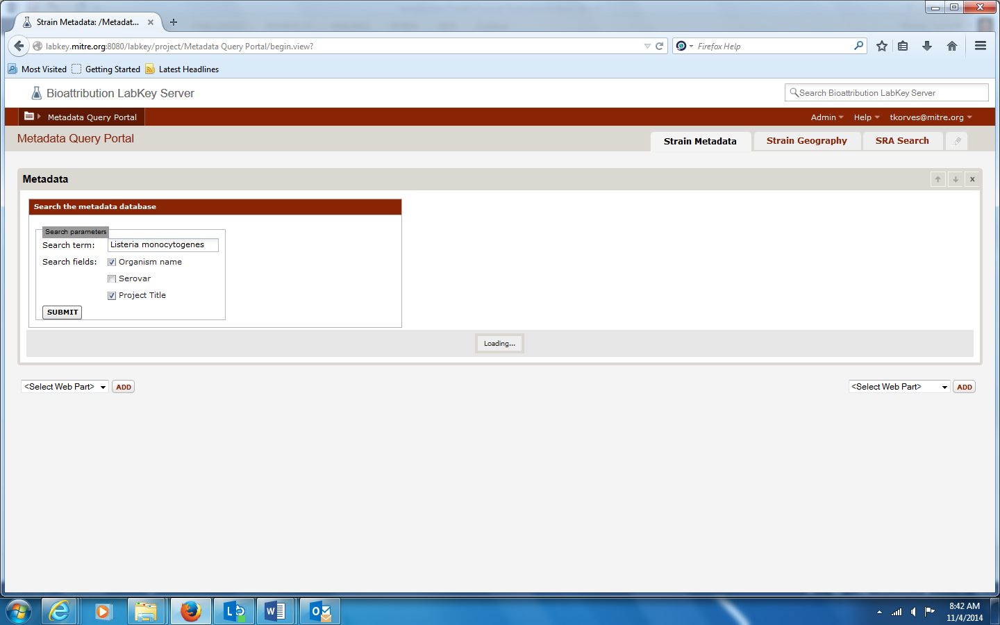 Strain Metadata: /Metadat...
labkey.mitre.org:8080/labkey/project/Metadata Query Portal/begin.view?
Firefox Help
Most Visited Getting Started Latest Headlines
Bioattribution LabKey Server
Search Bioattribution LabKey Server
Metadata Query Portal
Admin Help tkorves@mitre.org
Metadata Query Portal
Strain Metadata Strain Geography SRA Search
Metadata
Search the metadata database
Search parameters
Search term: Listeria monocytogenes
Search fields: Organism name
Serovar
Project Title
SUBMIT
Loading...
<Select Web Part> ADD
<Select Web Part> ADD
8:42 AM
11/4/2014